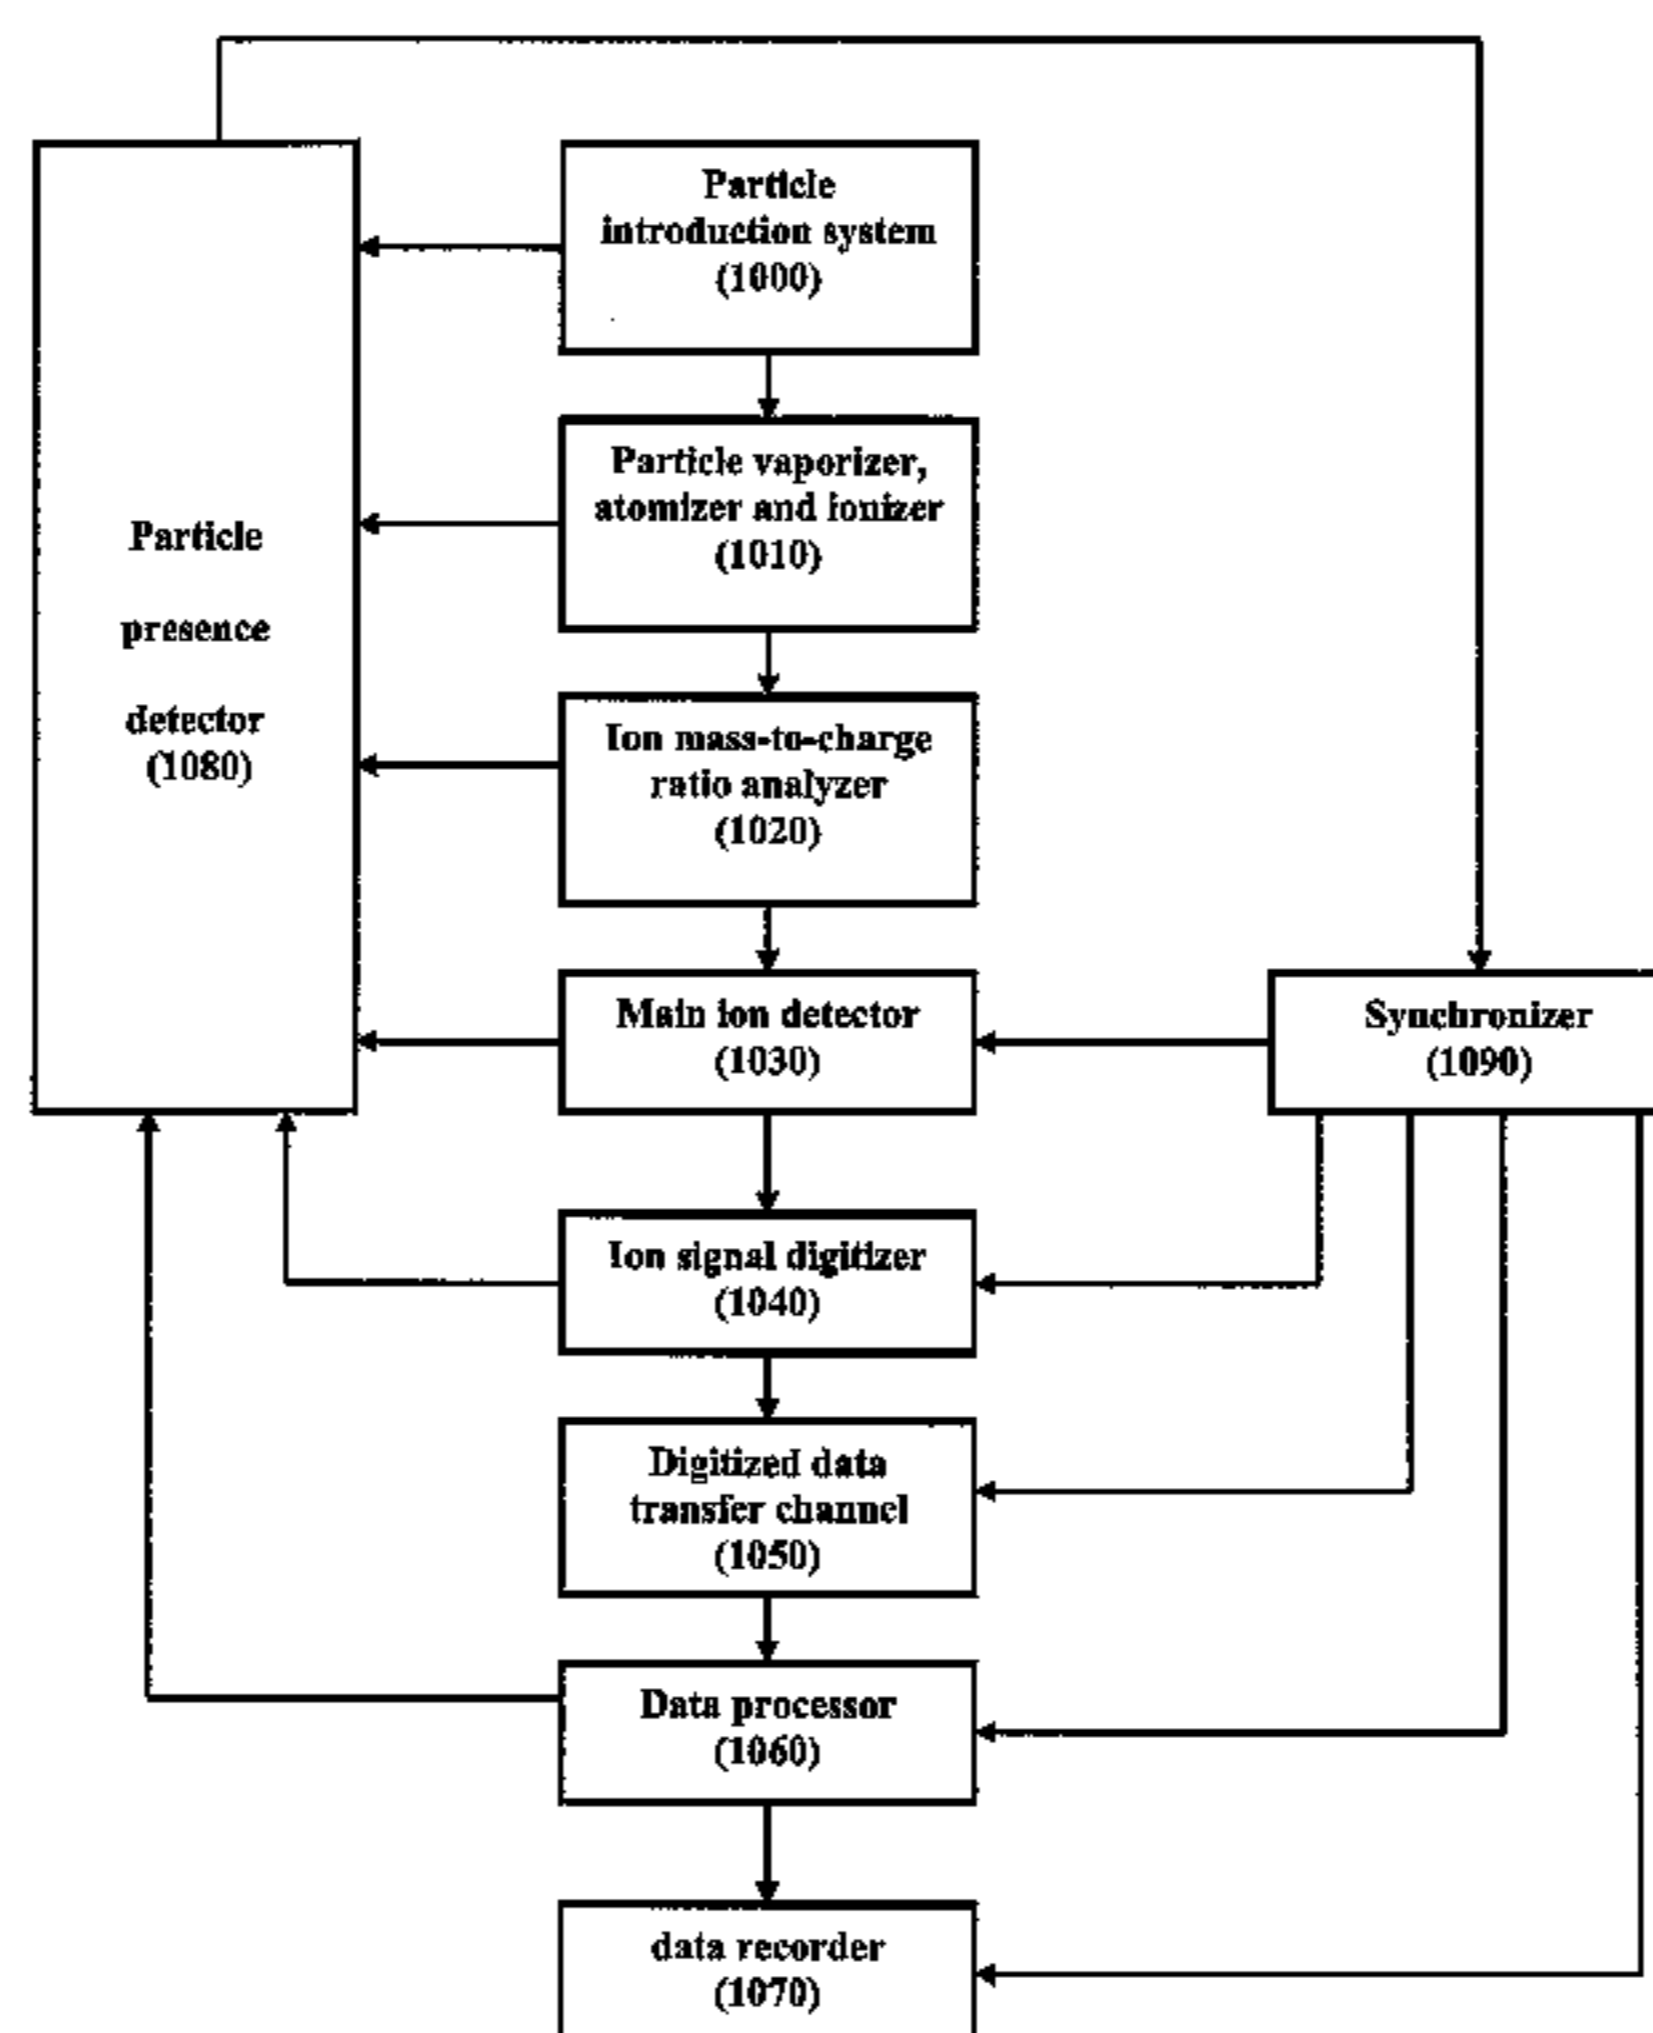 Particle
introduction system
(1000)
Particle vaporizer,
atomizer and ionizer
(1010)
Particle
presence
detector
(1080)
Ion mass-to-charge
ratio analyzer
(1020)
Main ion detector
(1030)
Synchronizer
(1090)
Ion signal digitizer
(1040)
Digitized data
transfer channel
(1050)
Data processor
(1060)
data recorder
(1070)